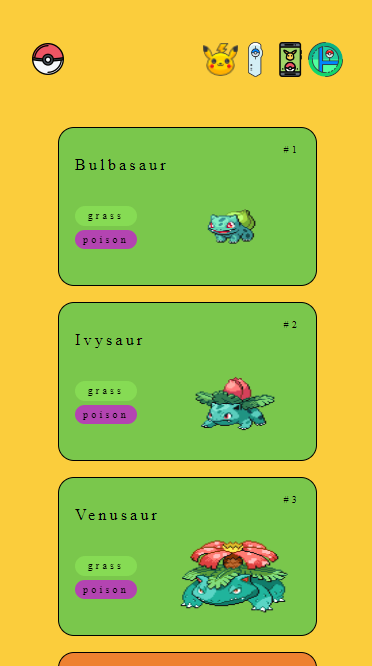 #1
Bulbasaur
grass
poison
#2
Ivysaur
grass
poison
#3
Venusaur
grass
poison